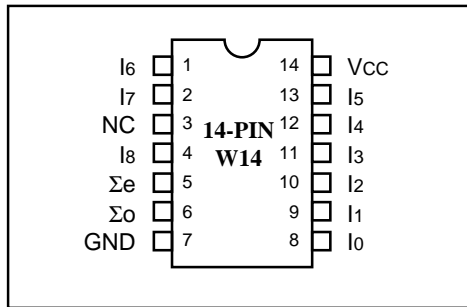 I6 1 14 VCC
I7 2 13 I5
NC 3 12 I4
14-PIN
I8 4 11 I3
W14
Σe 5 10 I2
Σo 6 9 I1
GND 7 8 I0